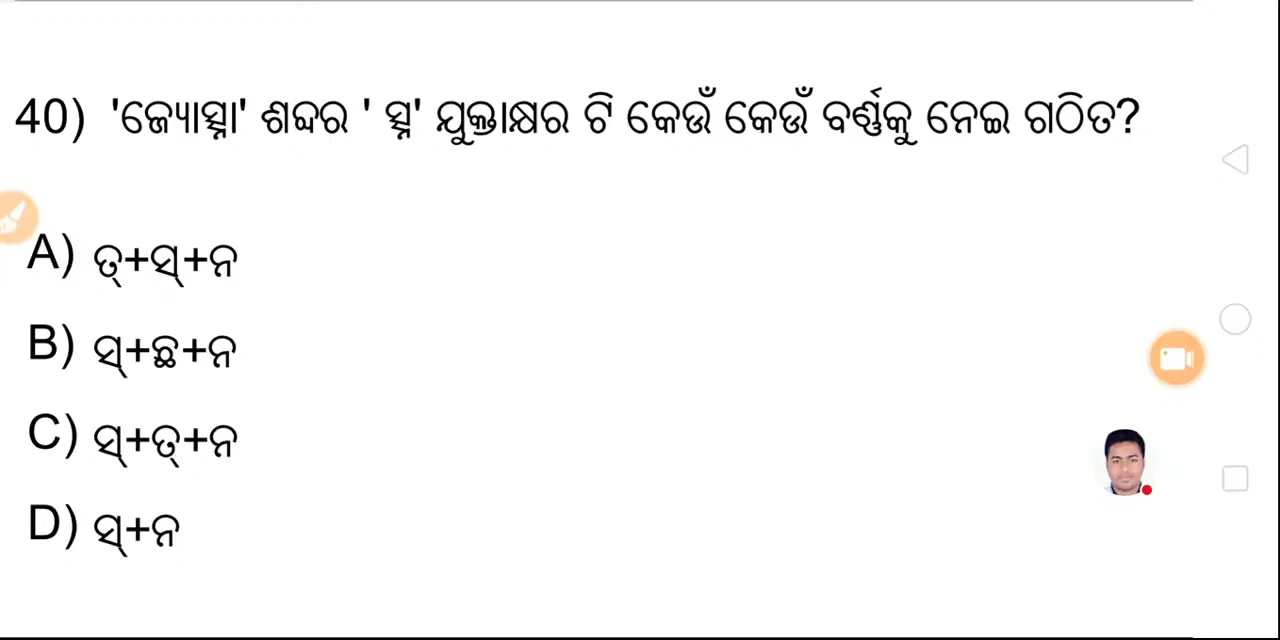 40) 'ଜ୍ୟୋସ୍ନା' ଶବ୍ଦର ' ସ୍ନ' ଯୁକ୍ତାକ୍ଷର ଟି କେଉଁ କେଉଁ ବର୍ଣ୍ଣକୁ ନେଇ ଗଠିତ?
A) ତ୍+ସ୍+ନ
B) ସ୍+ଛ+ନ
C) ସ୍+ତ୍+ନ
D) ସ୍+ନ